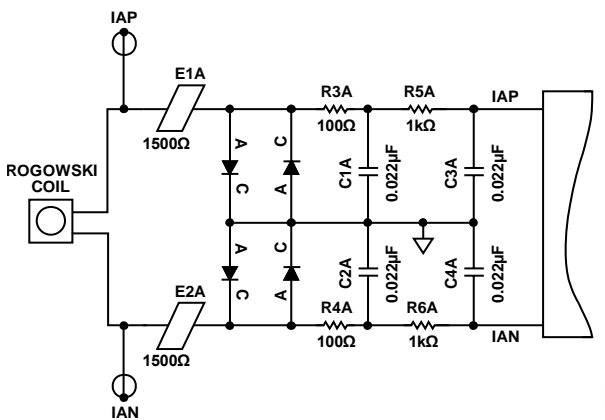 IAP
E1A
1500Ω
R3A
100Ω
R5A
1kΩ
IAP
A
C
C
A
C1A
0.022µF
C3A
0.022µF
ROGOWSKI
COIL
A
C
C
A
C2A
0.022µF
C4A
0.022µF
E2A
1500Ω
R4A
100Ω
R6A
1kΩ
IAN
IAN